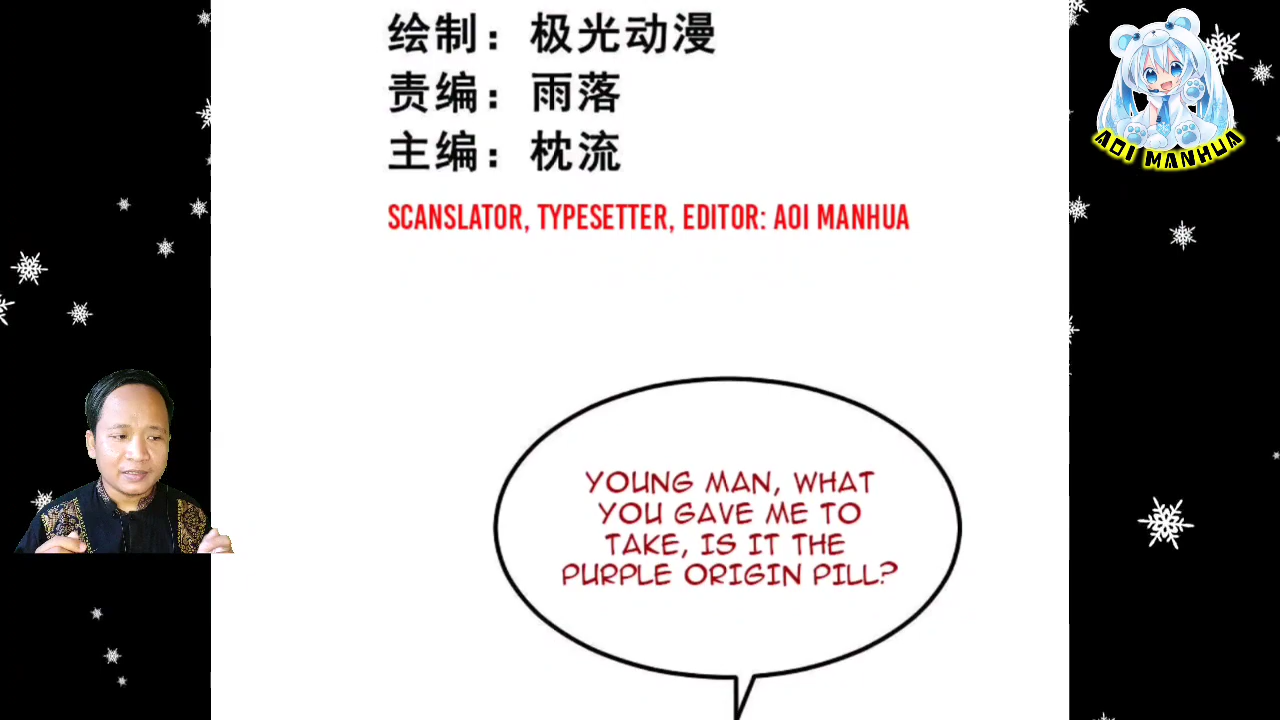 绘制：极光动漫
责编：雨落
主编：枕流
SCANSLATOR, TYPESETTER, EDITOR: AOI MANHUA
AOI MANHUA
YOUNG MAN, WHAT
YOU GAVE ME TO
TAKE, IS IT THE
PURPLE ORIGIN PILL?